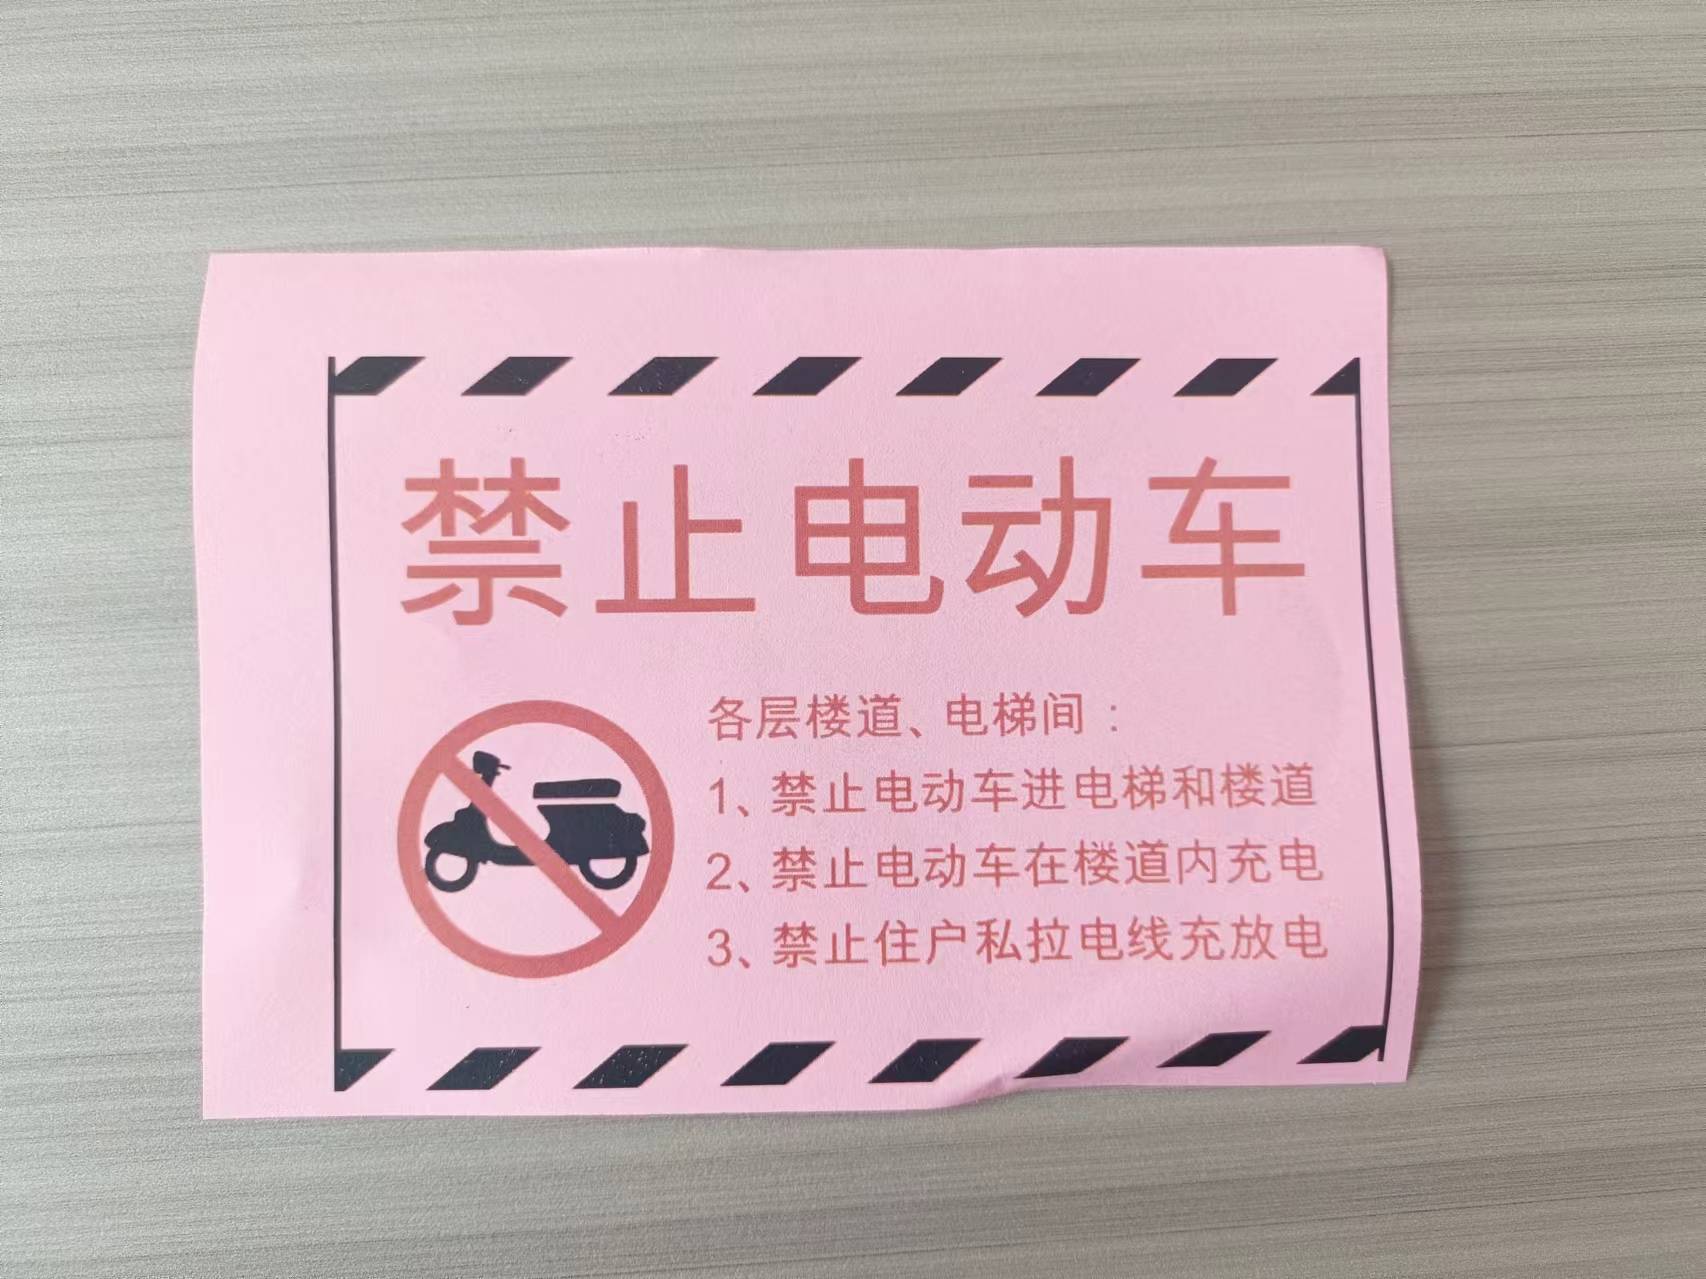 禁止电动车
各层楼道、电梯间：
1、禁止电动车进电梯和楼道
2、禁止电动车在楼道内充电
3、禁止住户私拉电线充放电